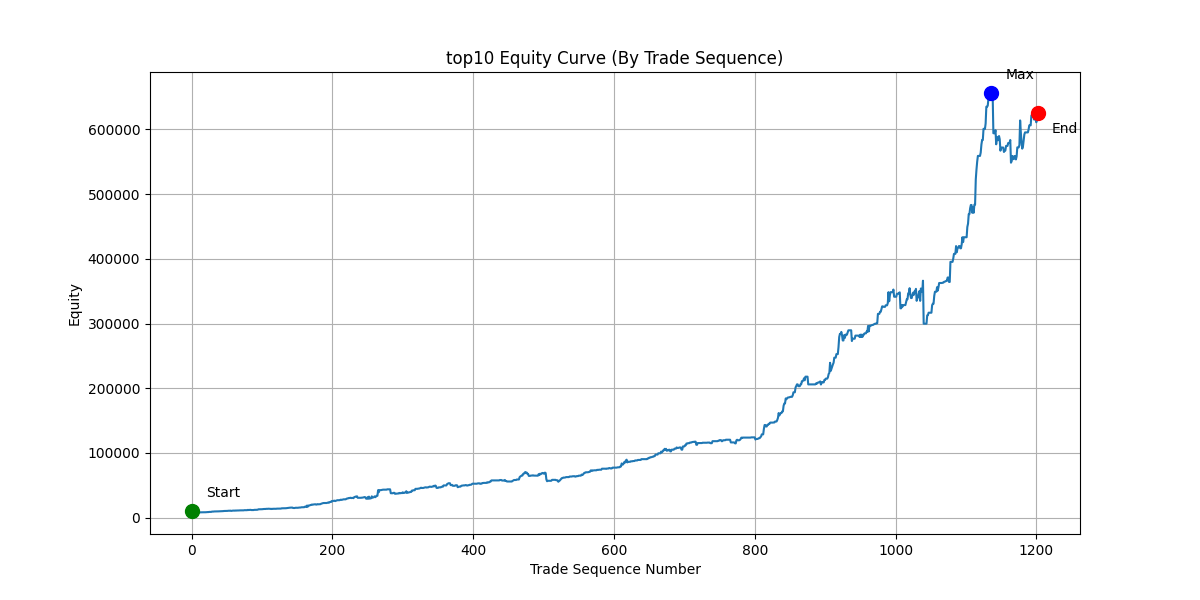 top10 Equity Curve (By Trade Sequence)
Max
600000
End
500000
400000
Equity
300000
200000
100000
Start
0
0 200 400 600 800 1000 1200
Trade Sequence Number